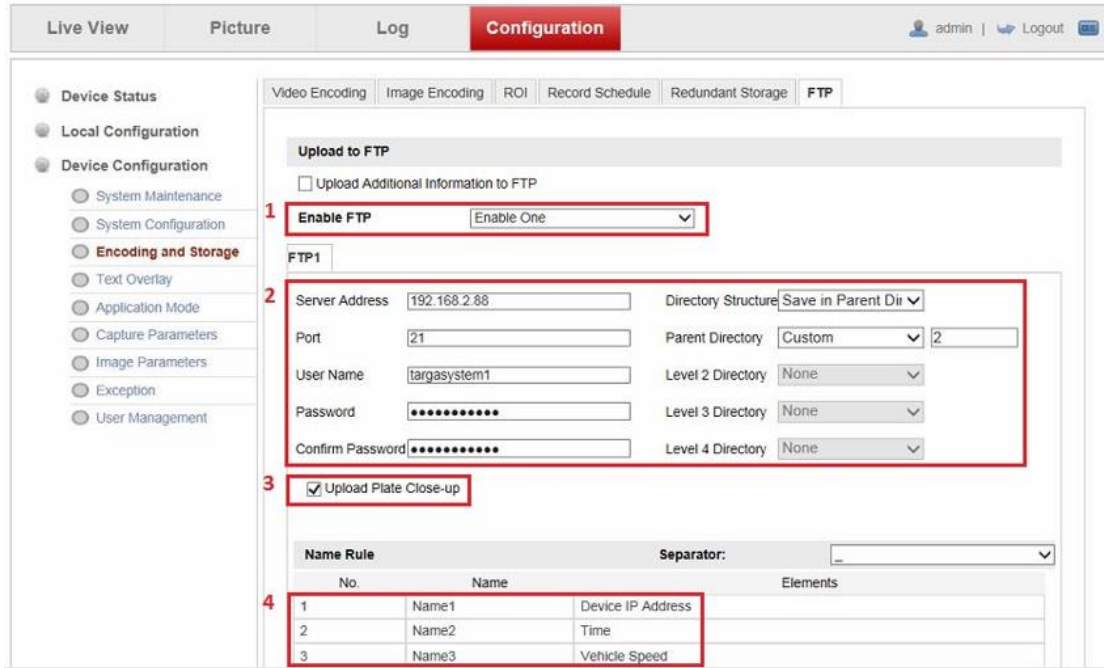 Live View Picture Log Configuration admin | Logout
Device Status
Local Configuration
Device Configuration
System Maintenance
System Configuration
Encoding and Storage
Text Overlay
Application Mode
Capture Parameters
Image Parameters
Exception
User Management
Video Encoding Image Encoding ROI Record Schedule Redundant Storage FTP
Upload to FTP
Upload Additional Information to FTP
1 Enable FTP Enable One
FTP1
2 Server Address 192.168.2.88 Directory Structure Save in Parent Dir
Port 21 Parent Directory Custom 2
User Name targasystem1 Level 2 Directory None
Password ●●●●●●●●●●● Level 3 Directory None
Confirm Password ●●●●●●●●●●● Level 4 Directory None
3 Upload Plate Close-up
Name Rule Separator: _
No. Name Elements
4 1 Name1 Device IP Address
2 Name2 Time
3 Name3 Vehicle Speed